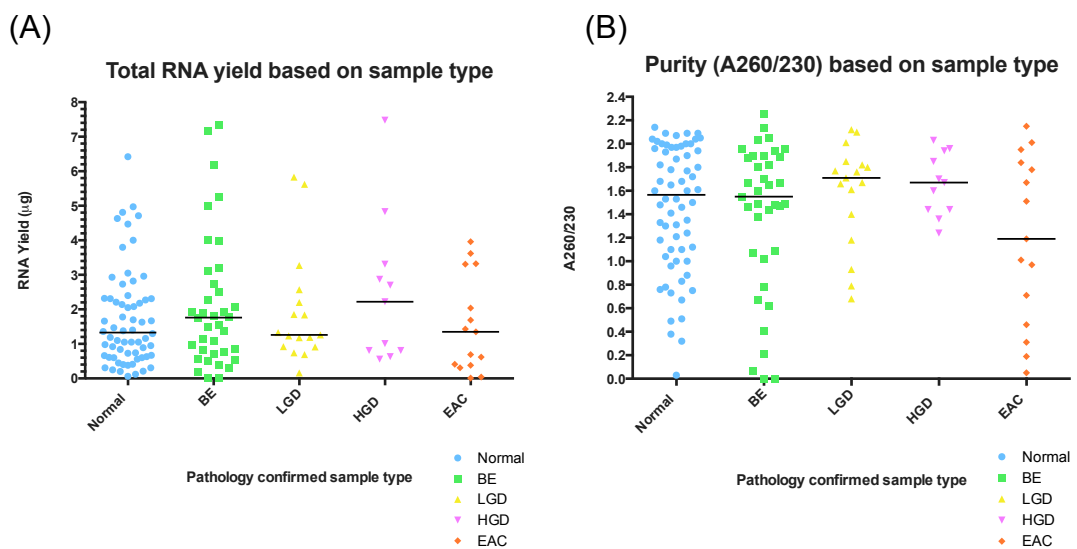 (A)
Total RNA yield based on sample type
RNA Yield (μg)
8
7
6
5
4
3
2
1
0
Normal
BE
LGD
HGD
EAC
Pathology confirmed sample type
Normal
BE
LGD
HGD
EAC
(B)
Purity (A260/230) based on sample type
A260/230
2.4
2.2
2.0
1.8
1.6
1.4
1.2
1.0
0.8
0.6
0.4
0.2
0.0
Normal
BE
LGD
HGD
EAC
Pathology confirmed sample type
Normal
BE
LGD
HGD
EAC